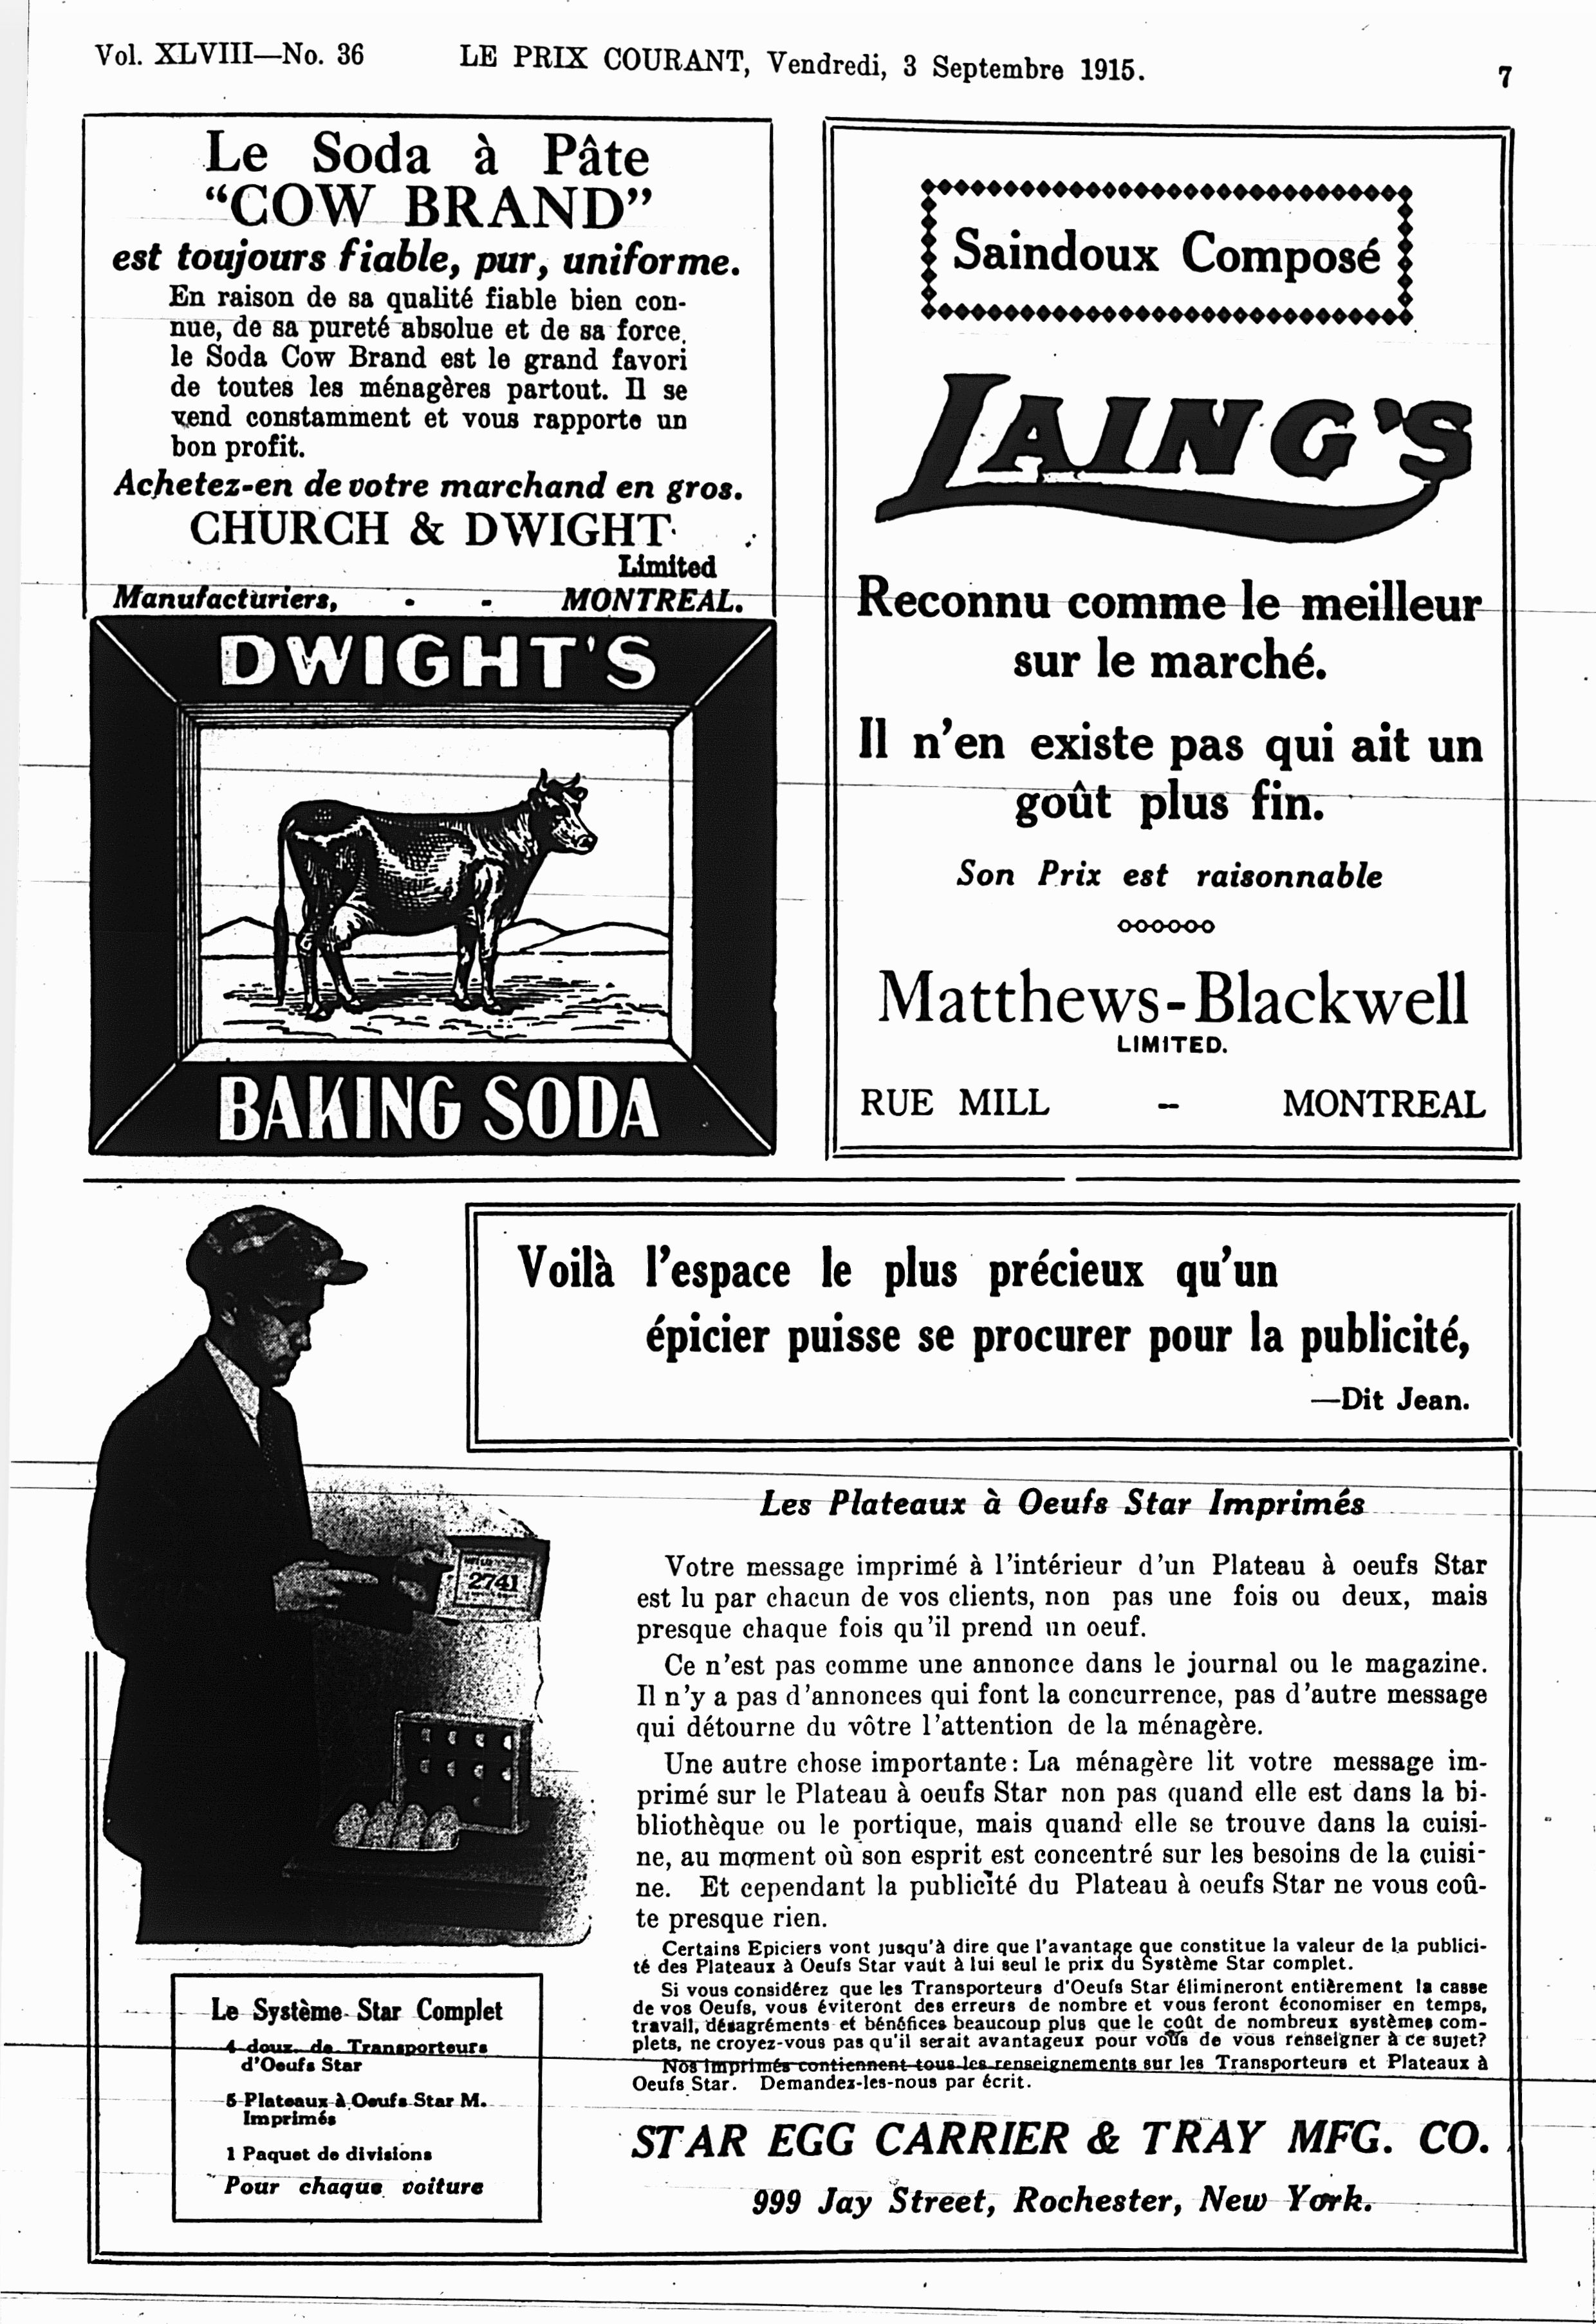 Vol. XLVIII—No. 36 LE PRIX COURANT, Vendredi, 3 Septembre 1915. 7
Le Soda à Pâte
“COW BRAND”
est toujours fiable, pur, uniforme.
En raison de sa qualité fiable bien con-
nue, de sa pureté absolue et de sa force,
le Soda Cow Brand est le grand favori
de toutes les ménagères partout. Il se
vend constamment et vous rapporte un
bon profit.
Achetez-en de votre marchand en gros.
CHURCH & DWIGHT
Limited
Manufacturiers, - - MONTREAL.
DWIGHT'S
BAKING SODA
Saindoux Composé
LAING'S
Reconnu comme le meilleur
sur le marché.
Il n'en existe pas qui ait un
goût plus fin.
Son Prix est raisonnable
Matthews-Blackwell
LIMITED.
RUE MILL - MONTREAL
Voilà l'espace le plus précieux qu'un
épicier puisse se procurer pour la publicité,
—Dit Jean.
2741
Les Plateaux à Oeufs Star Imprimés
Votre message imprimé à l'intérieur d'un Plateau à oeufs Star
est lu par chacun de vos clients, non pas une fois ou deux, mais
presque chaque fois qu'il prend un oeuf.
Ce n'est pas comme une annonce dans le journal ou le magazine.
Il n'y a pas d'annonces qui font la concurrence, pas d'autre message
qui détourne du vôtre l'attention de la ménagère.
Une autre chose importante: La ménagère lit votre message im-
primé sur le Plateau à oeufs Star non pas quand elle est dans la bi-
bliothèque ou le portique, mais quand elle se trouve dans la cuisi-
ne, au moment où son esprit est concentré sur les besoins de la cuisi-
ne. Et cependant la publicité du Plateau à oeufs Star ne vous coû-
te presque rien.
Certains Epiciers vont jusqu'à dire que l'avantage que constitue la valeur de la publici-
té des Plateaux à Oeufs Star vaut à lui seul le prix du Système Star complet.
Si vous considérez que les Transporteurs d'Oeufs Star élimineront entièrement la casse
de vos Oeufs, vous éviteront des erreurs de nombre et vous feront économiser en temps,
travail, désagréments et bénéfices beaucoup plus que le coût de nombreux systèmes com-
plets, ne croyez-vous pas qu'il serait avantageux pour vous de vous renseigner à ce sujet?
Nos Imprimés contiennent tous les renseignements sur les Transporteurs et Plateaux à
Oeufs Star. Demandez-les-nous par écrit.
STAR EGG CARRIER & TRAY MFG. CO.
999 Jay Street, Rochester, New York.
Le Système Star Complet
4 douz. de Transporteurs
d'Oeufs Star
5 Plateaux à Oeufs Star M.
Imprimés
1 Paquet de divisions
Pour chaque voiture